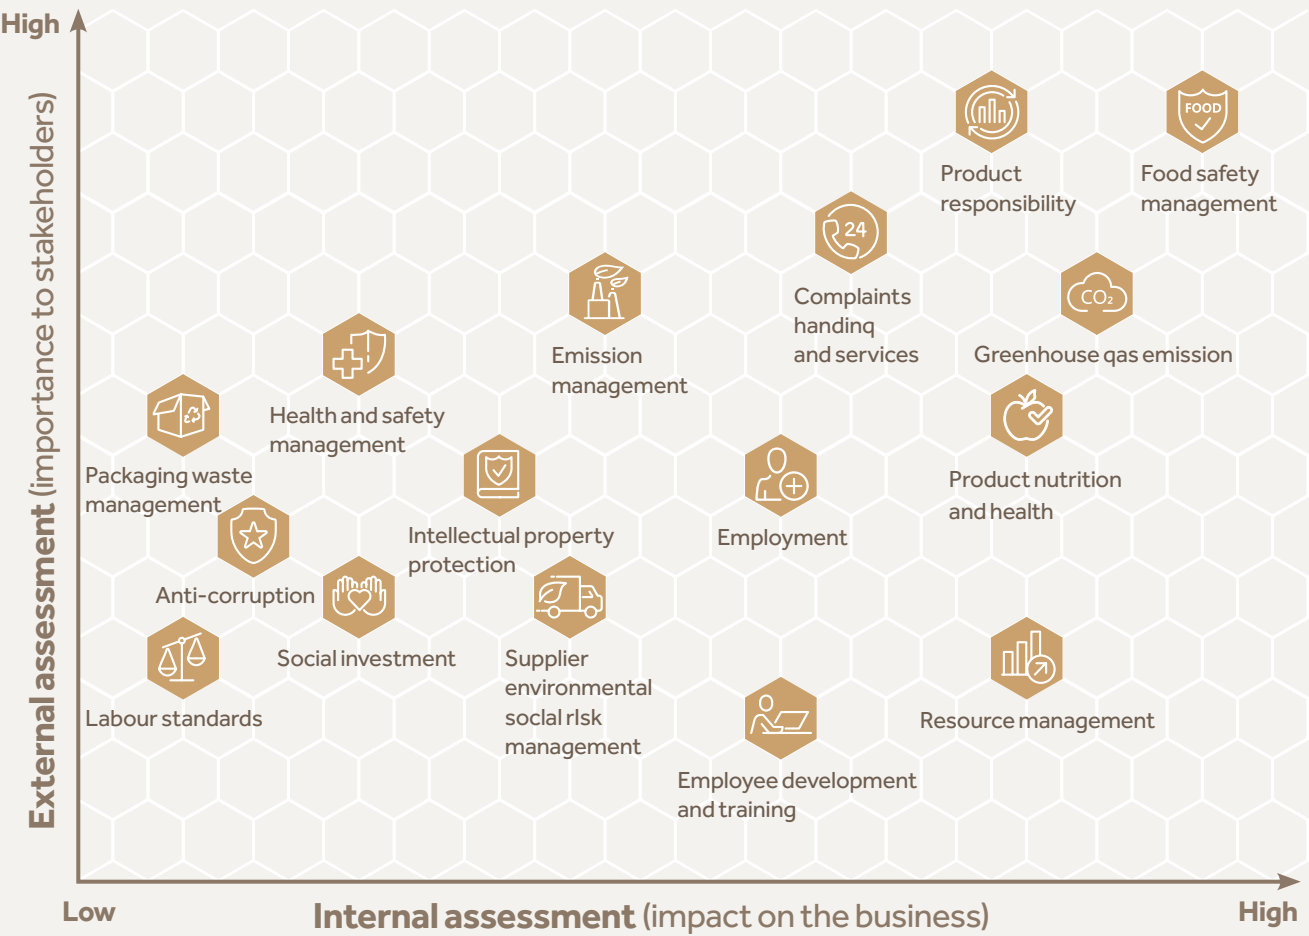 High
External assessment (importance to stakeholders)
FOOD
Product
responsibility
Food safety
management
24
Complaints
handinq
and services
CO₂
Greenhouse qas emission
Emission
management
Health and safety
management
Packaging waste
management
Intellectual property
protection
Employment
Product nutrition
and health
Anti-corruption
Social investment
Supplier
environmental
soclal rIsk
management
Labour standards
Resource management
Employee development
and training
Low
Internal assessment (impact on the business)
High